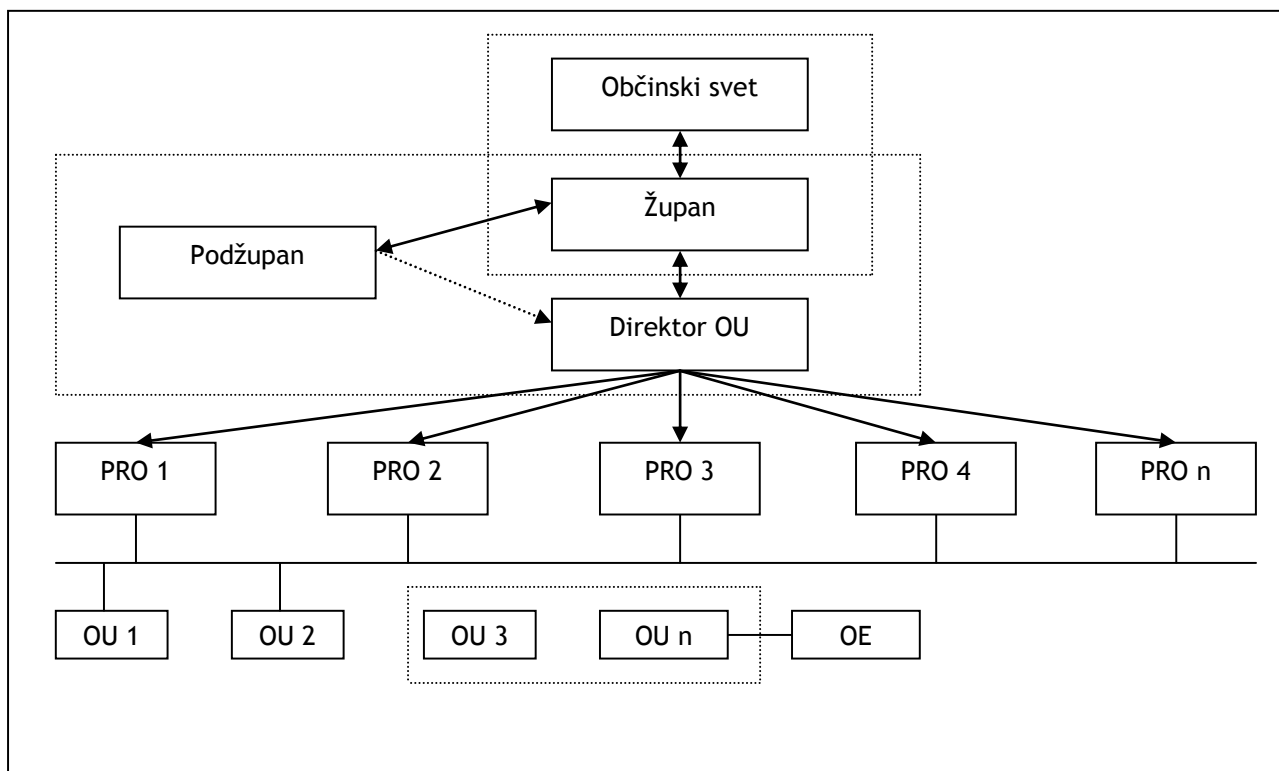 Občinski svet
Župan
Podžupan
Direktor OU
PRO 1
PRO 2
PRO 3
PRO 4
PRO n
OU 1
OU 2
OU 3
OU n
OE